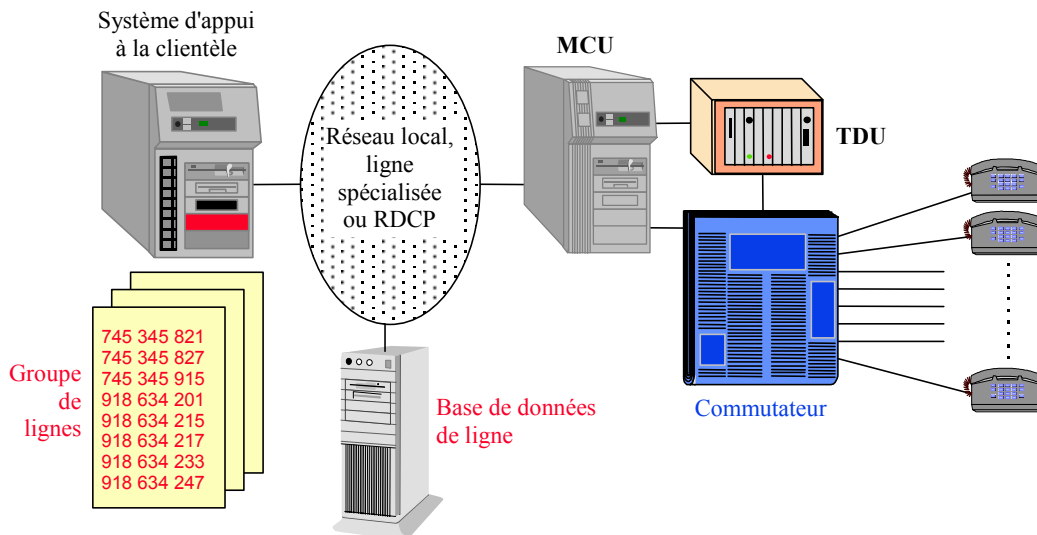 Système d'appui
à la clientèle
MCU
Réseau local,
ligne
spécialisée
ou RDCP
TDU
745 345 821
745 345 827
745 345 915
918 634 201
918 634 215
918 634 217
918 634 233
918 634 247
Groupe
de
lignes
Base de données
de ligne
Commutateur